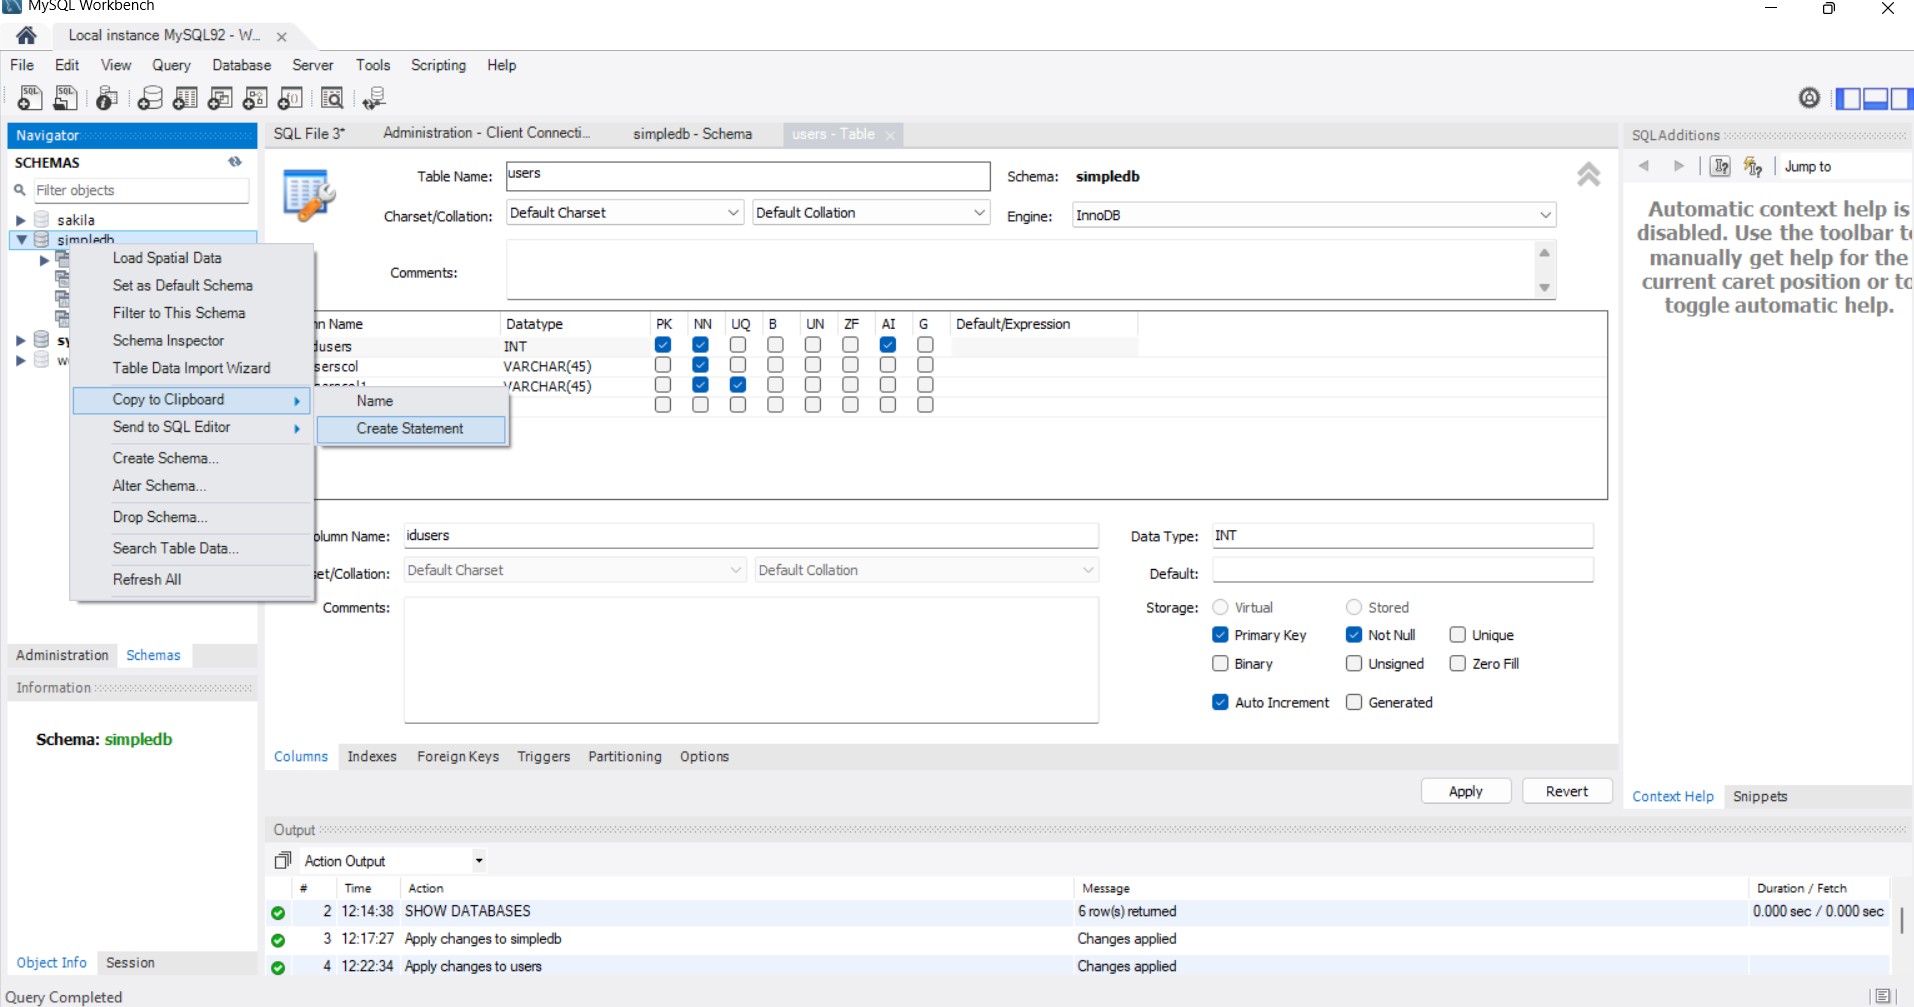 MySQL Workbench
Local instance MySQL92 - W...
File Edit View Query Database Server Tools Scripting Help
Navigator
SCHEMAS
Filter objects
sakila
simpledb
Load Spatial Data
Set as Default Schema
Filter to This Schema
Schema Inspector
Table Data Import Wizard
Copy to Clipboard
Send to SQL Editor
Create Schema...
Alter Schema...
Drop Schema...
Search Table Data...
Refresh All
Name
Create Statement
Administration Schemas
Information
Schema: simpledb
Object Info Session
SQL File 3* Administration - Client Connecti... simpledb - Schema users - Table
Table Name: users Schema: simpledb
Charset/Collation: Default Charset Default Collation Engine: InnoDB
Comments:
Name Datatype PK NN UQ B UN ZF AI G Default/Expression
dusers INT
serscol VARCHAR(45)
VARCHAR(45)
olumn Name: idusers Data Type: INT
et/Collation: Default Charset Default Collation Default:
Comments: Storage: Virtual Stored
Primary Key Not Null Unique
Binary Unsigned Zero Fill
Auto Increment Generated
Columns Indexes Foreign Keys Triggers Partitioning Options
Apply Revert
SQLAdditions
Jump to
Automatic context help is
disabled. Use the toolbar
manually get help for the
current caret position or to
toggle automatic help.
Context Help Snippets
Output
Action Output
# Time Action Message Duration / Fetch
2 12:14:38 SHOW DATABASES 6 row(s) returned 0.000 sec / 0.000 sec
3 12:17:27 Apply changes to simpledb Changes applied
4 12:22:34 Apply changes to users Changes applied
Query Completed